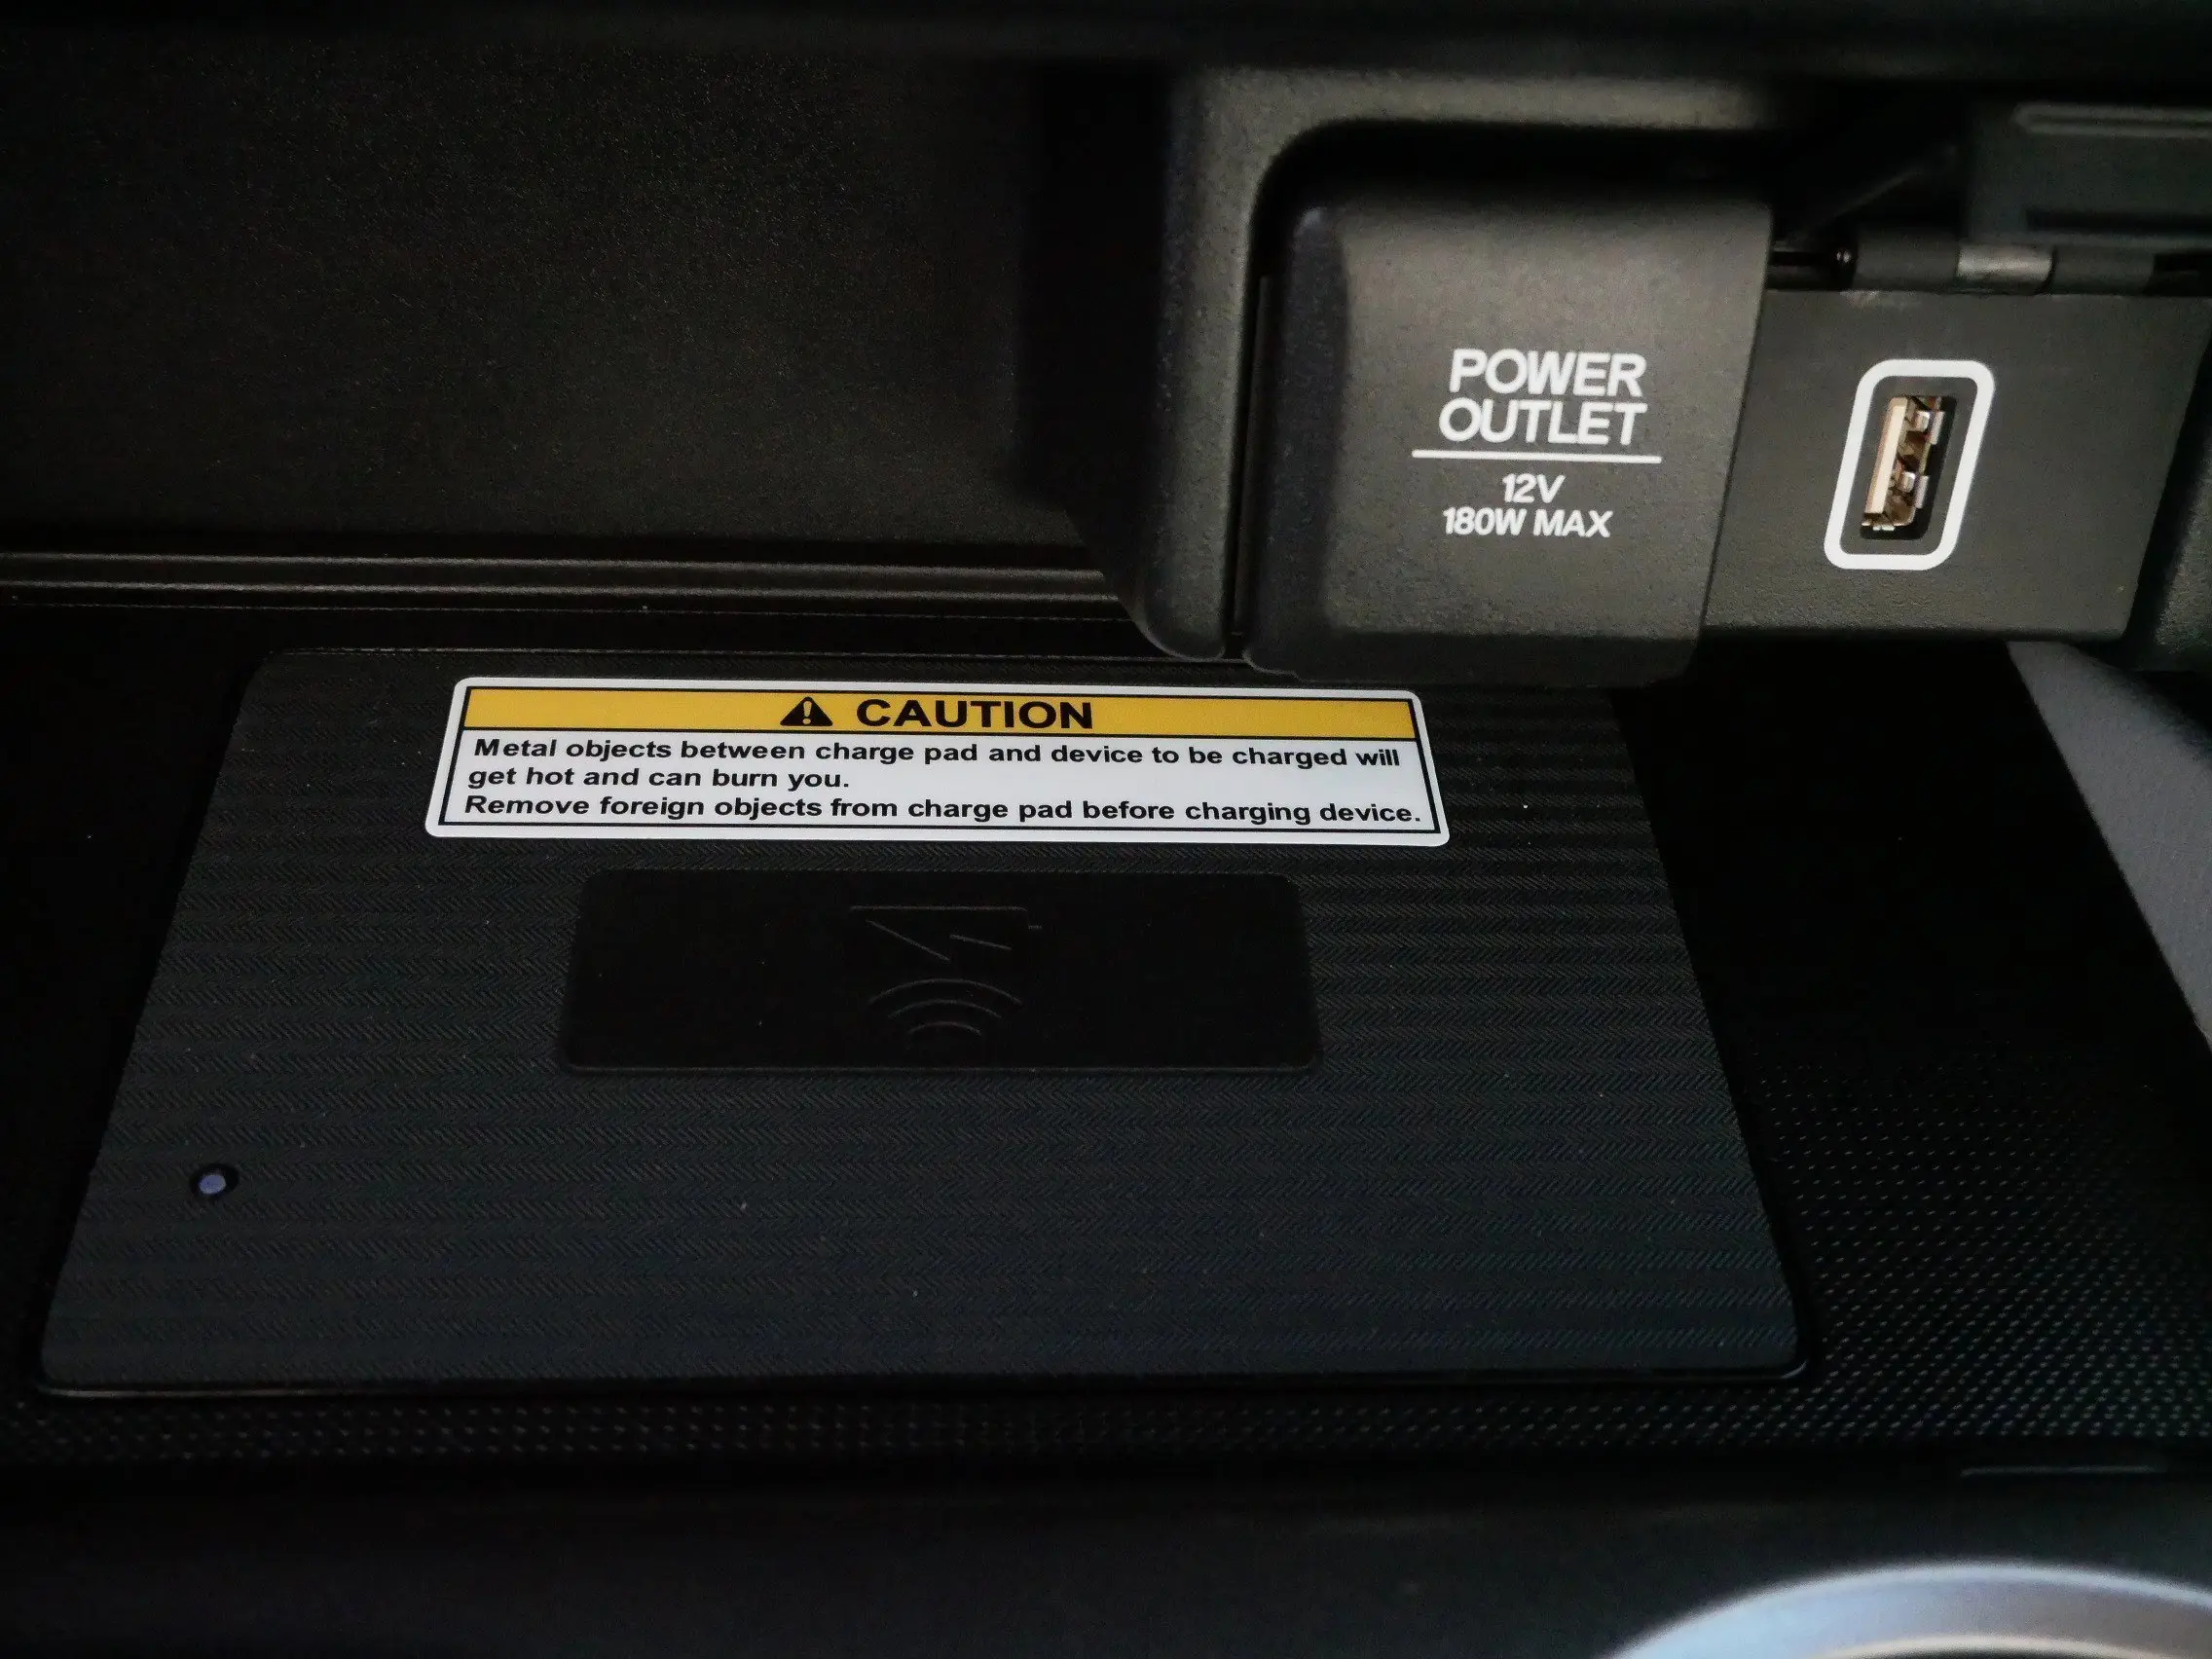 POWER
OUTLET
12V
180W MAX
CAUTION
Metal objects between charge pad and device to be charged will
get hot and can burn you.
Remove foreign objects from charge pad before charging device.